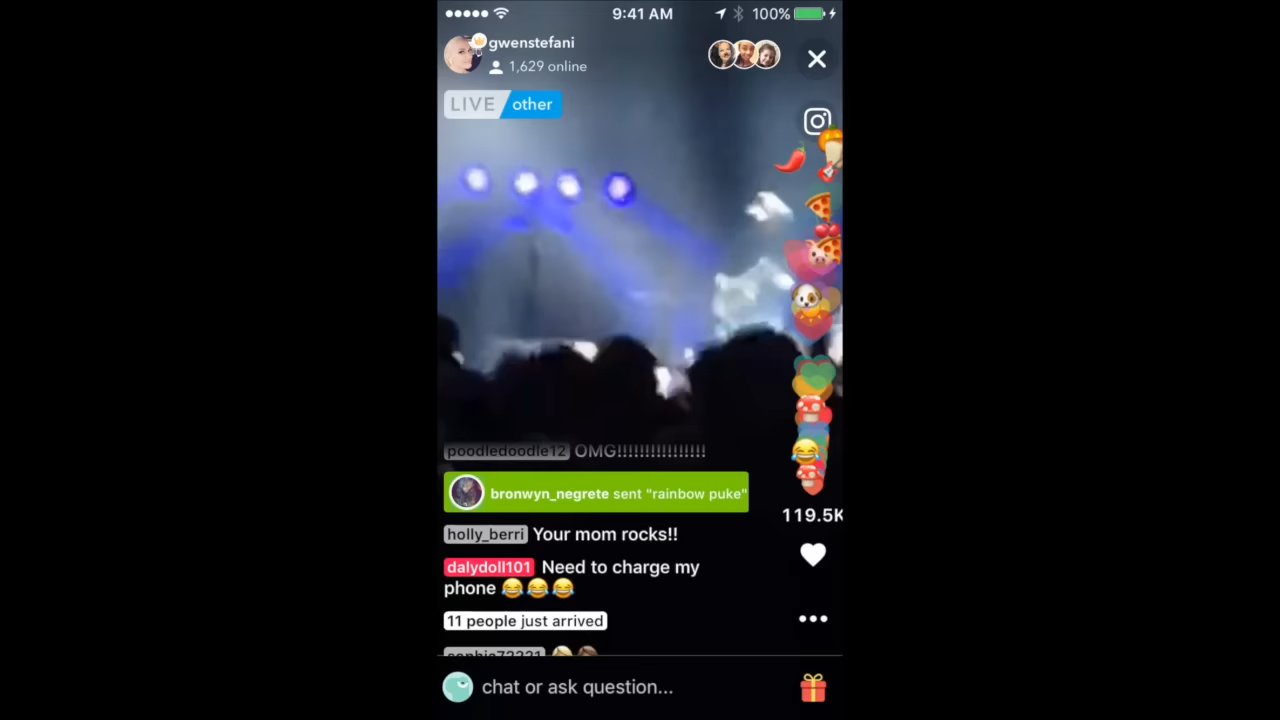 9:41 AM
100%
gwenstefani
1,629 online
LIVE other
poodledoodle12 OMG!!!!!!!!!!!!!!!!
bronwyn_negrete sent "rainbow puke"
119.5K
holly_berri Your mom rocks!!
dalydoll101 Need to charge my
phone 😂😂😂
11 people just arrived
chat or ask question...